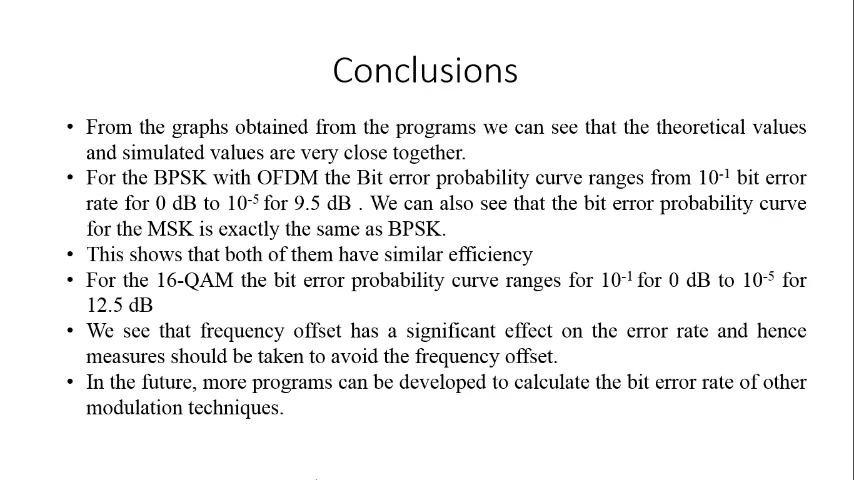 Conclusions
• From the graphs obtained from the programs we can see that the theoretical values
and simulated values are very close together.
• For the BPSK with OFDM the Bit error probability curve ranges from 10⁻¹ bit error
rate for 0 dB to 10⁻⁵ for 9.5 dB . We can also see that the bit error probability curve
for the MSK is exactly the same as BPSK.
• This shows that both of them have similar efficiency
• For the 16-QAM the bit error probability curve ranges for 10⁻¹ for 0 dB to 10⁻⁵ for
12.5 dB
• We see that frequency offset has a significant effect on the error rate and hence
measures should be taken to avoid the frequency offset.
• In the future, more programs can be developed to calculate the bit error rate of other
modulation techniques.